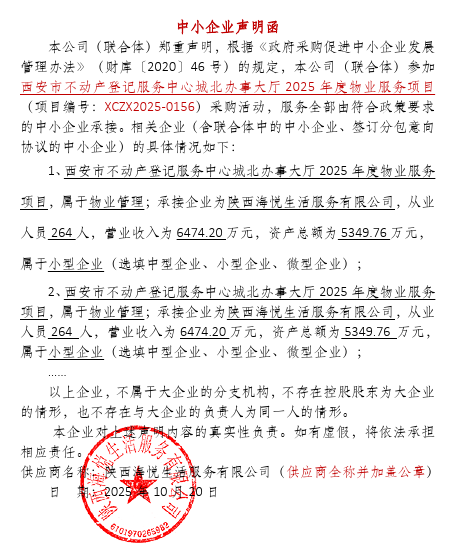 中小企业声明函
本公司（联合体）郑重声明，根据《政府采购促进中小企业发展
管理办法》（财库〔2020〕46 号）的规定，本公司（联合体）参加
西安市不动产登记服务中心城北办事大厅 2025 年度物业服务项目
（项目编号：XCZX2025-0156）采购活动，服务全部由符合政策要求
的中小企业承接。相关企业（含联合体中的中小企业、签订分包意向
协议的中小企业）的具体情况如下：
1、西安市不动产登记服务中心城北办事大厅 2025 年度物业服务
项目，属于物业管理；承接企业为陕西海悦生活服务有限公司，从业
人员 264 人，营业收入为 6474.20 万元，资产总额为 5349.76 万元，
属于小型企业（选填中型企业、小型企业、微型企业）；
2、西安市不动产登记服务中心城北办事大厅 2025 年度物业服务
项目，属于物业管理；承接企业为陕西海悦生活服务有限公司，从业
人员 264 人，营业收入为 6474.20 万元，资产总额为 5349.76 万元，
属于小型企业（选填中型企业、小型企业、微型企业）；
……
以上企业，不属于大企业的分支机构，不存在控股股东为大企业
的情形，也不存在与大企业的负责人为同一人的情形。
本企业对上述声明内容的真实性负责。如有虚假，将依法承担
相应责任。
供应商名称：陕西海悦生活服务有限公司（供应商全称并加盖公章）
日 期：2025 年 10 月 20 日
陕西海悦生活服务有限公司
6101970265982